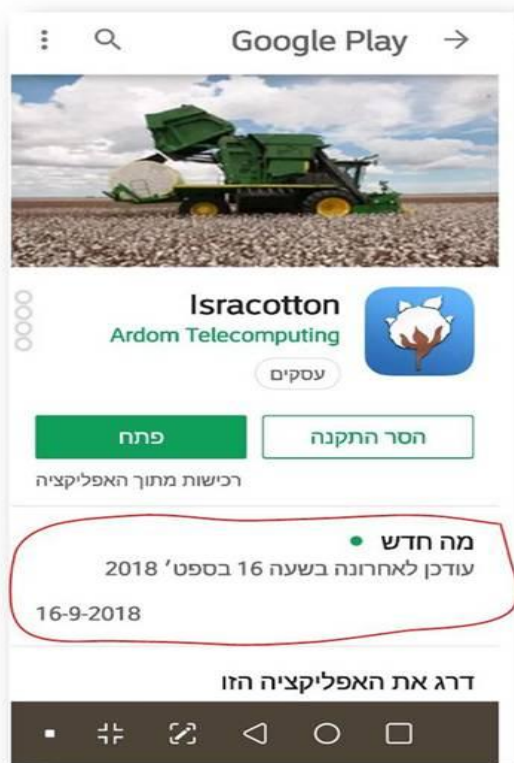 Google Play
Isracotton
Ardom Telecomputing
עסקים
הסר התקנה
פתח
רכישות מתוך האפליקציה
מה חדש
עודכן לאחרונה בשעה 16 בספט׳ 2018
16-9-2018
דרג את האפליקציה הזו